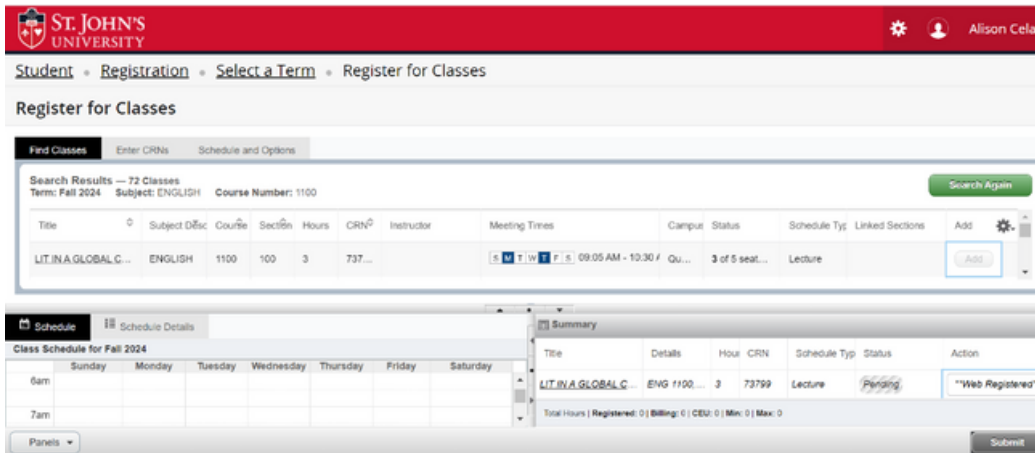 ST. JOHN'S
UNIVERSITY
Alison Cela
Student • Registration • Select a Term • Register for Classes
Register for Classes
Find Classes Enter CRNs Schedule and Options
Search Results — 72 Classes
Term: Fall 2024 Subject: ENGLISH Course Number: 1100
Search Again
Title Subject Desc Course Section Hours CRN Instructor Meeting Times Campus Status Schedule Typ Linked Sections Add
LIT IN A GLOBAL C... ENGLISH 1100 100 3 737... S M T W T F S 09:05 AM - 10:30 A Qu... 3 of 5 seat... Lecture Add
Schedule Schedule Details
Class Schedule for Fall 2024
Sunday Monday Tuesday Wednesday Thursday Friday Saturday
6am
7am
Summary
Title Details Hour CRN Schedule Typ Status Action
LIT IN A GLOBAL C... ENG 1100,... 3 73799 Lecture Pending **Web Registered*
Total Hours | Registered: 0 | Billing: 0 | CEU: 0 | Min: 0 | Max: 0
Panels
Submit